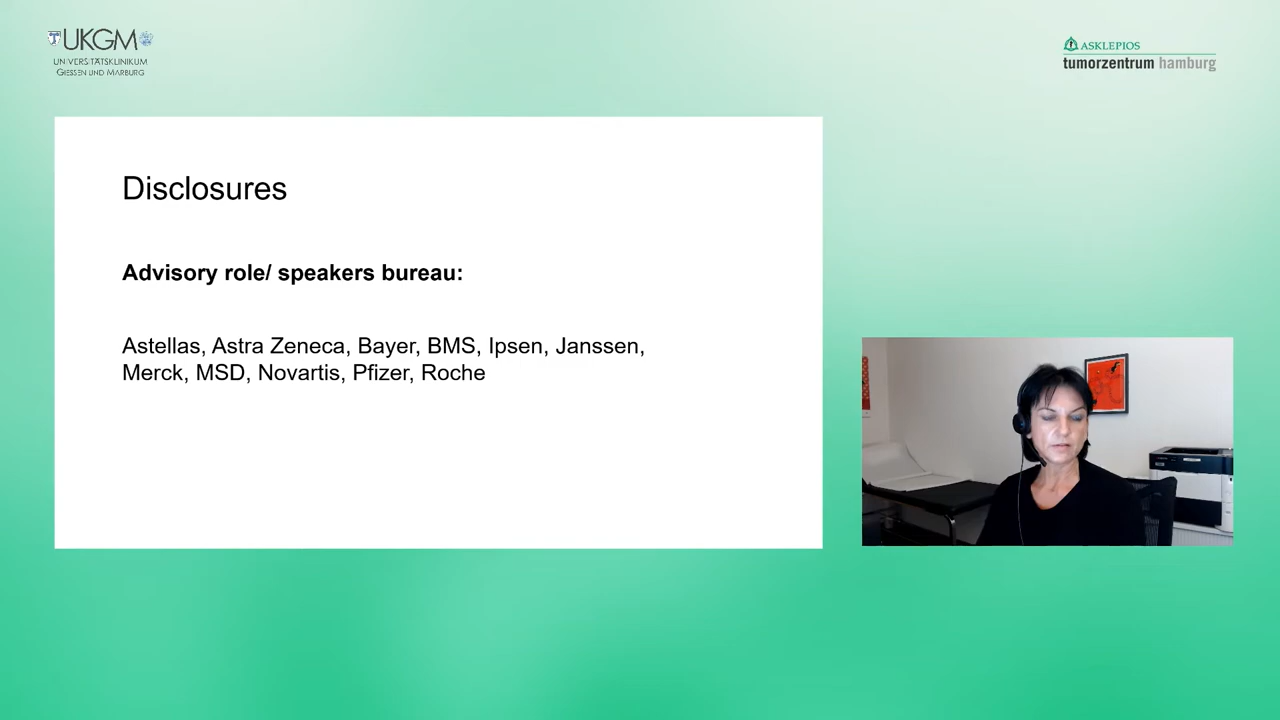 UKGM
UNIVERSITÄTSKLINIKUM
GIESSEN UND MARBURG
ASKLEPIOS
tumorzentrum hamburg
Disclosures
Advisory role/ speakers bureau:
Astellas, Astra Zeneca, Bayer, BMS, Ipsen, Janssen,
Merck, MSD, Novartis, Pfizer, Roche